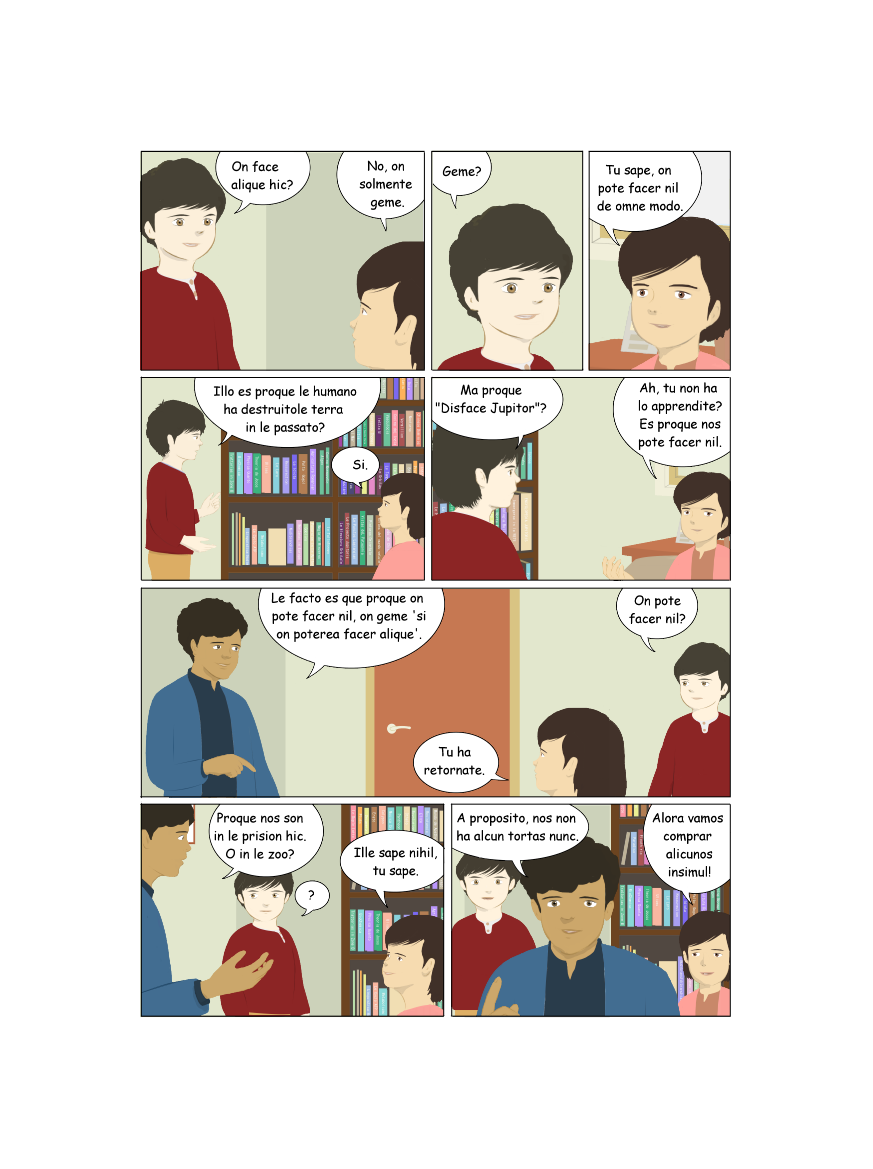 On face
alique hic?
No, on
solmente
geme.
Geme?
Tu sape, on
pote facer nil
de omne modo.
Illo es proque le humano
ha destruitole terra
in le passato?
Si.
Ma proque
"Disface Jupitor"?
Ah, tu non ha
lo apprendite?
Es proque nos
pote facer nil.
Le facto es que proque on
pote facer nil, on geme 'si
on poterea facer alique'.
Tu ha
retornate.
On pote
facer nil?
Proque nos son
in le prision hic.
O in le zoo?
?
Ille sape nihil,
tu sape.
A proposito, nos non
ha alcun tortas nunc.
Alora vamos
comprar
alicunos
insimul!